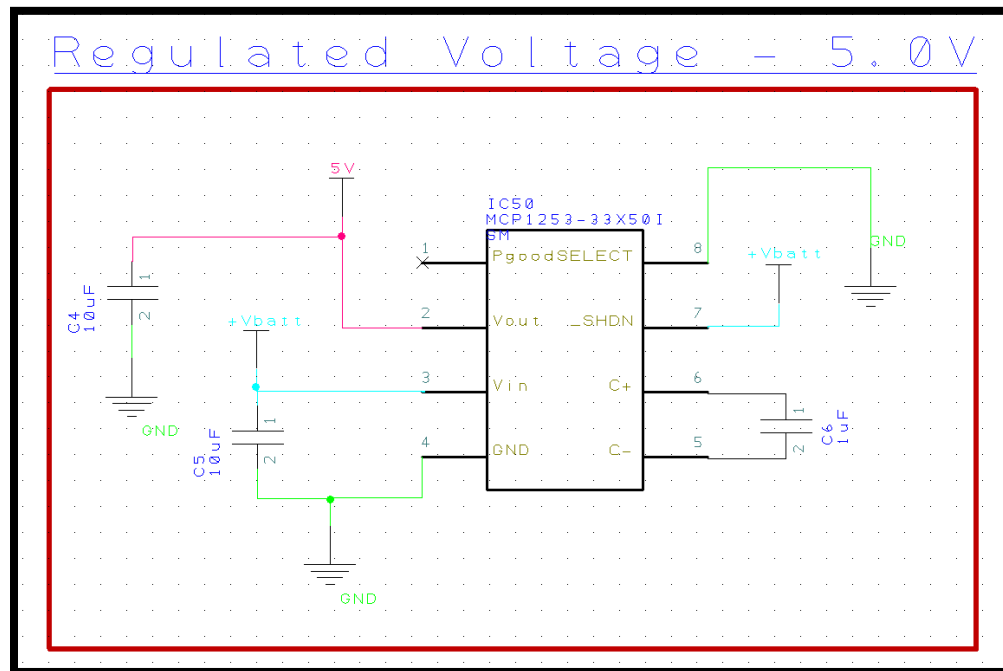 Regulated Voltage - 5.0V
5V
IC50
MCP1253-33X50I
SM
1
PgoodSELECT
8
GND
+Vbatt
2
Vout
_SHDN
7
C4
10uF
1
2
GND
+Vbatt
3
Vin
C+
6
C5
10uF
1
2
4
GND
C-
5
C6
1uF
1
2
GND